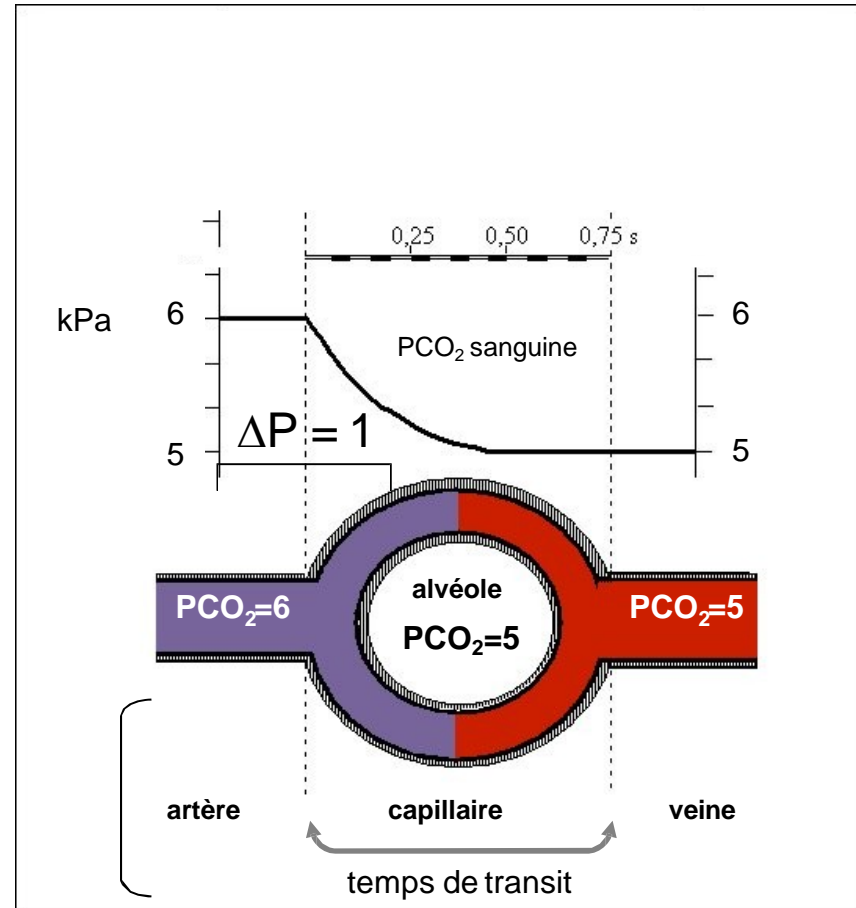 0,25 0,50 0,75 s
kPa 6 6
PCO₂ sanguine
ΔP = 1
5 5
alvéole
PCO₂=6 PCO₂=5 PCO₂=5
artère capillaire veine
temps de transit